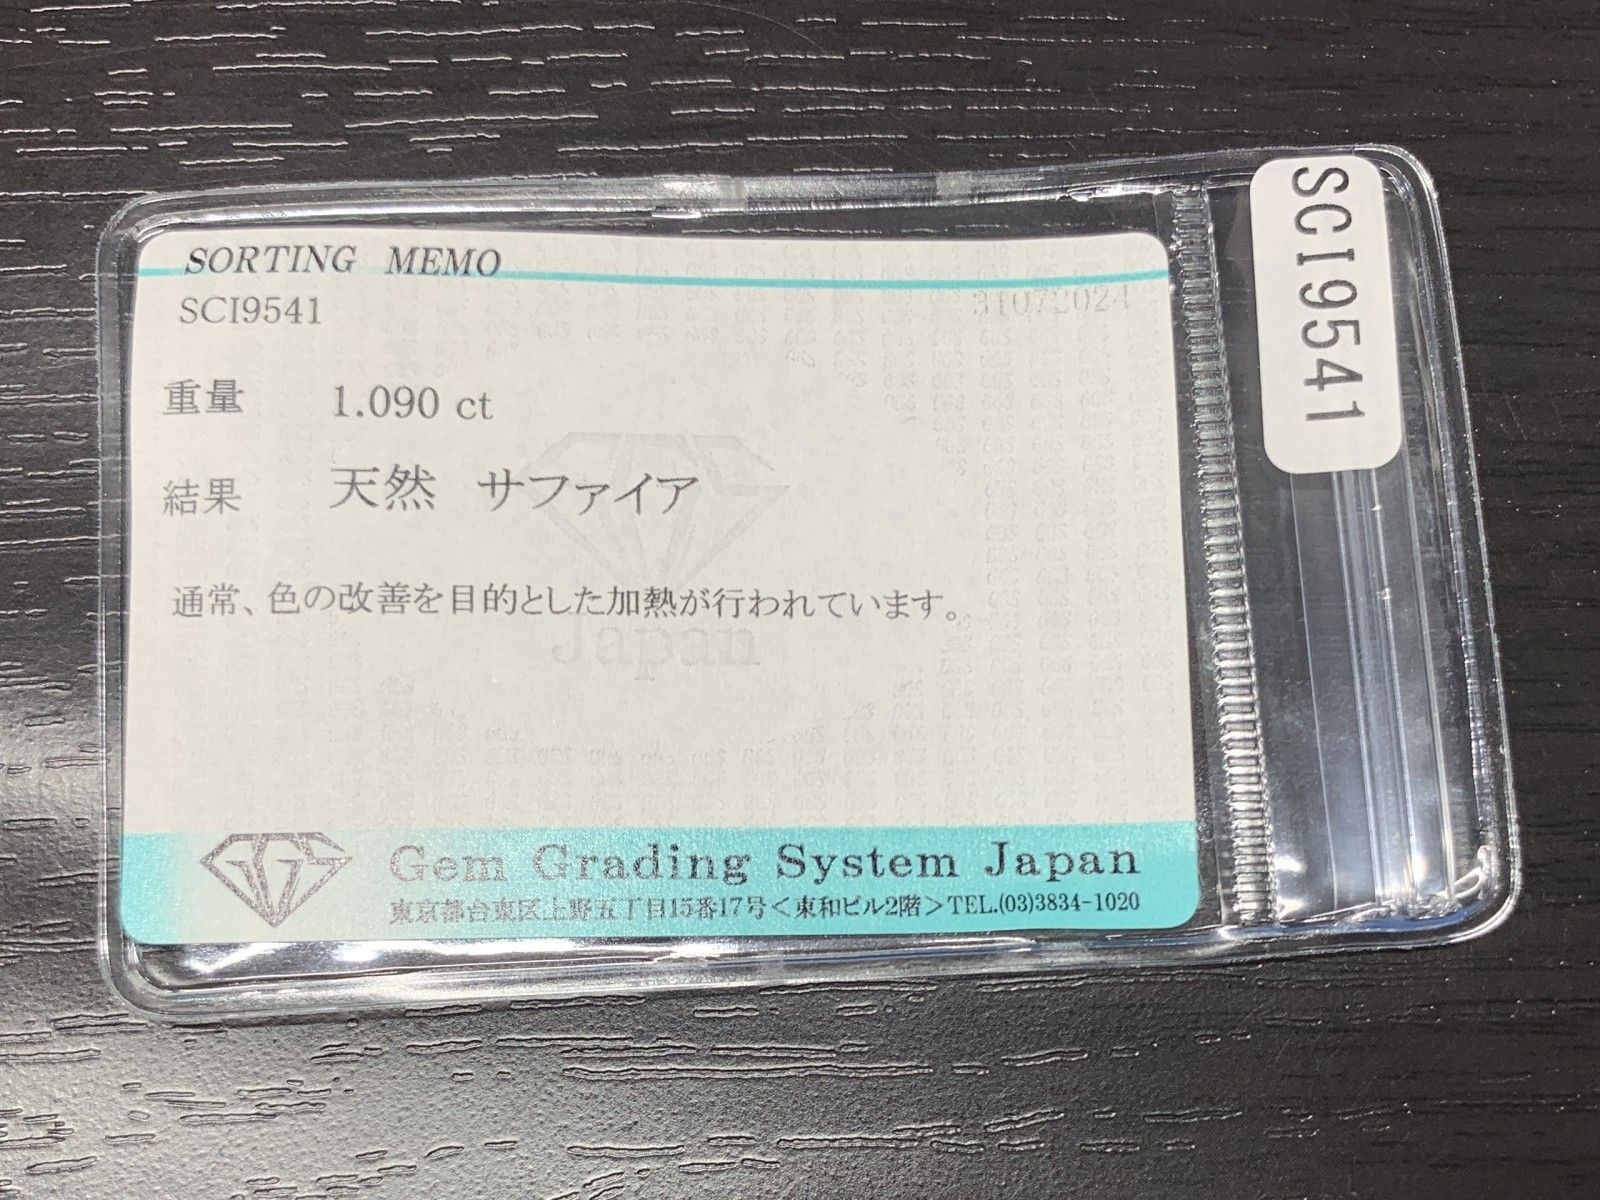 SORTING MEMO
SCI9541
31072024
重量 1.090 ct
結果 天然 サファイア
通常、色の改善を目的とした加熱が行われています。
Japan
GGS
Gem Grading System Japan
東京都台東区上野五丁目15番17号<東和ビル2階>TEL.(03)3834-1020
SCI9541